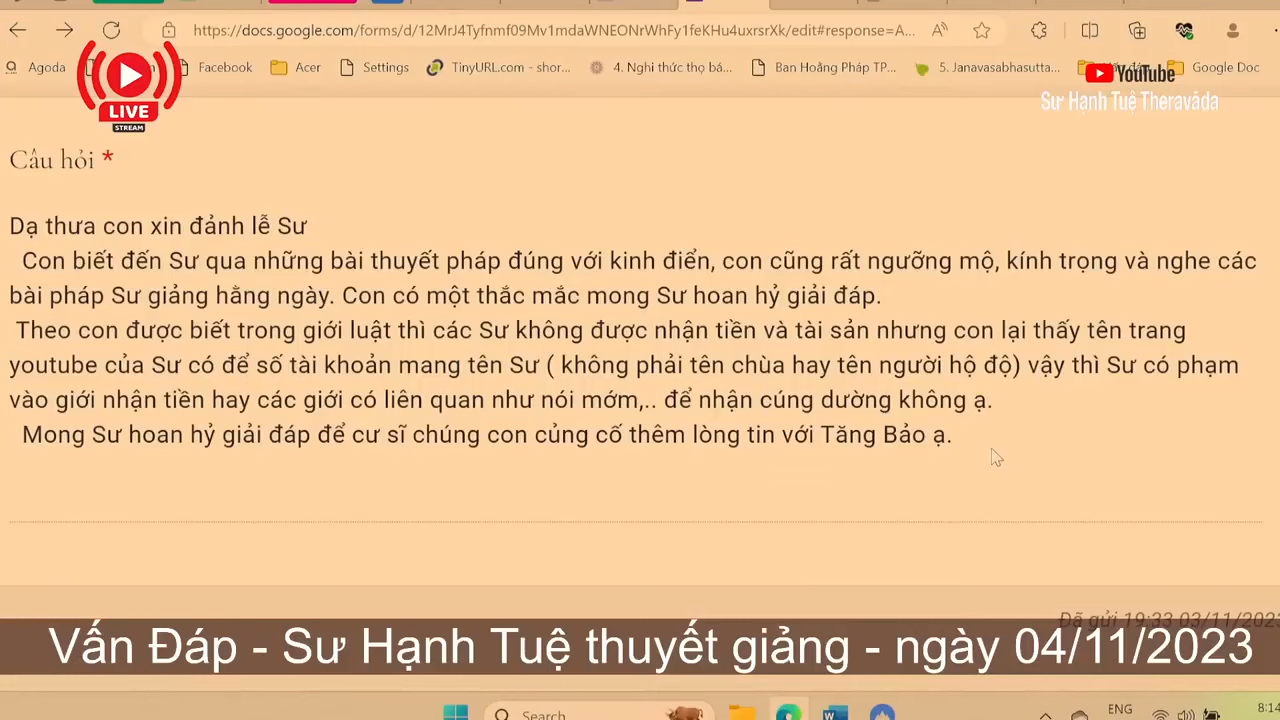 https://docs.google.com/forms/d/12MrJ4Tyfnmf09Mv1mdaWNEONrWhFy1feKHu4uxrsrXk/edit#response=A...
Agoda
Facebook
Acer
Settings
TinyURL.com - shor...
4. Nghi thức thọ bá...
Ban Hoằng Pháp TP...
5. Janavasabhasutta...
Google Doc
LIVE
STREAM
YouTube
Sư Hạnh Tuệ Theravāda
Câu hỏi *
Dạ thưa con xin đảnh lễ Sư
Con biết đến Sư qua những bài thuyết pháp đúng với kinh điển, con cũng rất ngưỡng mộ, kính trọng và nghe các
bài pháp Sư giảng hằng ngày. Con có một thắc mắc mong Sư hoan hỷ giải đáp.
Theo con được biết trong giới luật thì các Sư không được nhận tiền và tài sản nhưng con lại thấy tên trang
youtube của Sư có để số tài khoản mang tên Sư ( không phải tên chùa hay tên người hộ độ) vậy thì Sư có phạm
vào giới nhận tiền hay các giới có liên quan như nói mớm,.. để nhận cúng dường không ạ.
Mong Sư hoan hỷ giải đáp để cư sĩ chúng con củng cố thêm lòng tin với Tăng Bảo ạ.
Đã gửi 19:33 03/11/2023
Vấn Đáp - Sư Hạnh Tuệ thuyết giảng - ngày 04/11/2023
Search
ENG
8:14